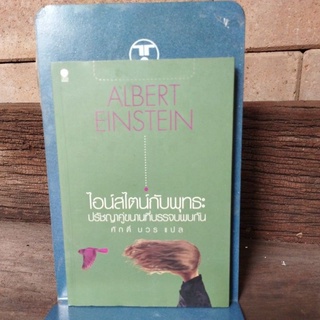 ALBERT
EINSTEIN
ไอน์สไตน์กับพุทธะ
ปรัชญาคู่ขนานที่บรรจบพบกัน
ศักดิ์ บวร แปล